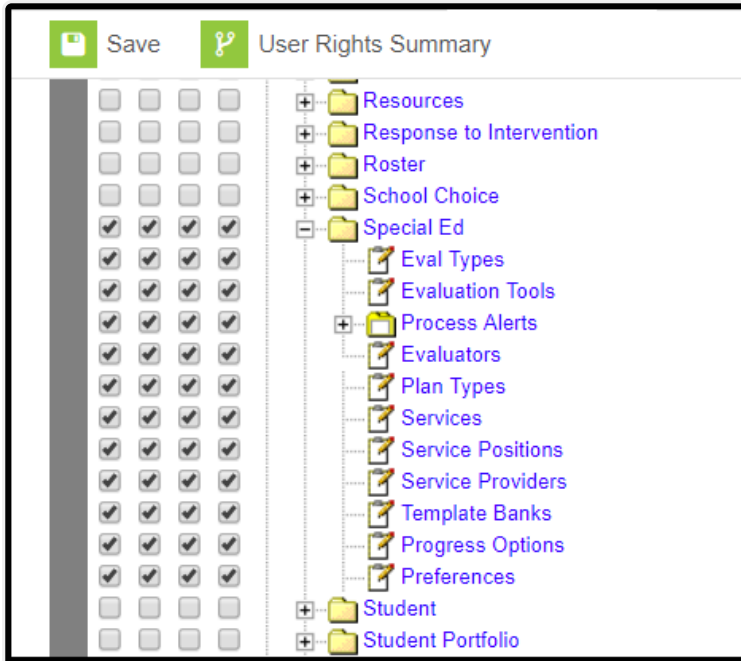 Save User Rights Summary
Resources
Response to Intervention
Roster
School Choice
Special Ed
Eval Types
Evaluation Tools
Process Alerts
Evaluators
Plan Types
Services
Service Positions
Service Providers
Template Banks
Progress Options
Preferences
Student
Student Portfolio